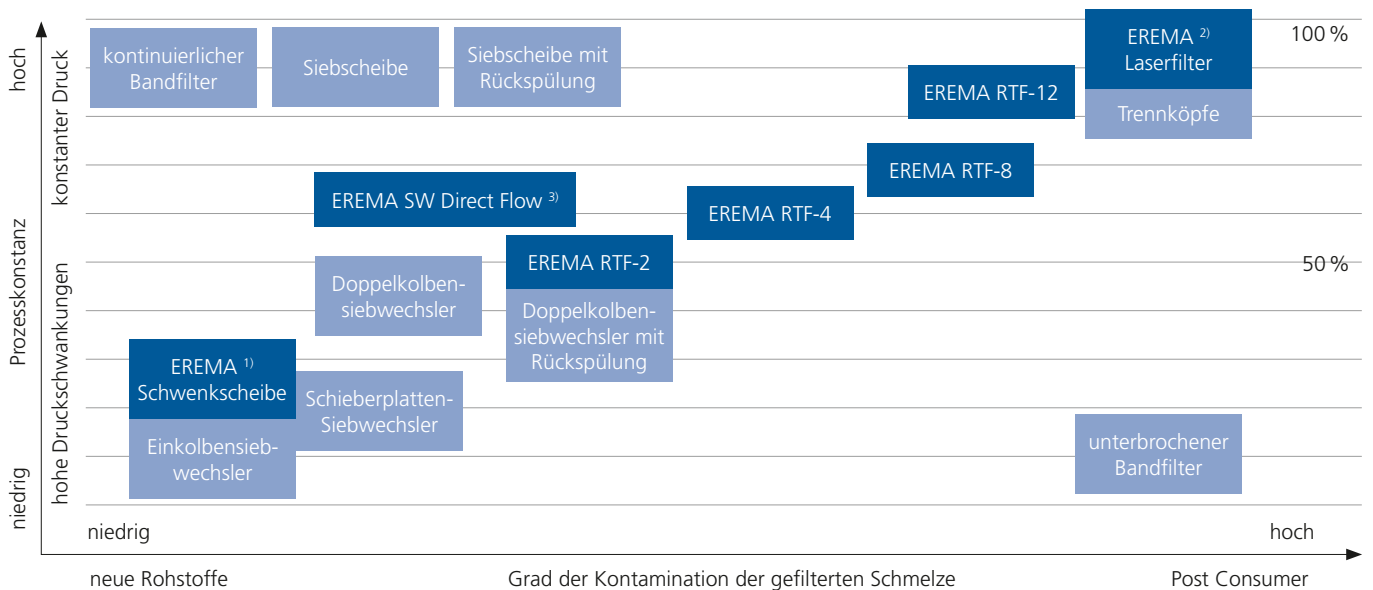 hoch
konstanter Druck
Prozesskonstanz
hohe Druckschwankungen
niedrig
kontinuierlicher
Bandfilter
Siebscheibe
Siebscheibe mit
Rückspülung
EREMA 2)
Laserfilter
100 %
Trennköpfe
EREMA RTF-12
EREMA RTF-8
EREMA SW Direct Flow 3)
EREMA RTF-4
EREMA RTF-2
50 %
Doppelkolben-
siebwechsler
Doppelkolben-
siebwechsler mit
Rückspülung
EREMA 1)
Schwenkscheibe
Schieberplatten-
Siebwechsler
Einkolbensieb-
wechsler
unterbrochener
Bandfilter
niedrig
hoch
neue Rohstoffe
Grad der Kontamination der gefilterten Schmelze
Post Consumer